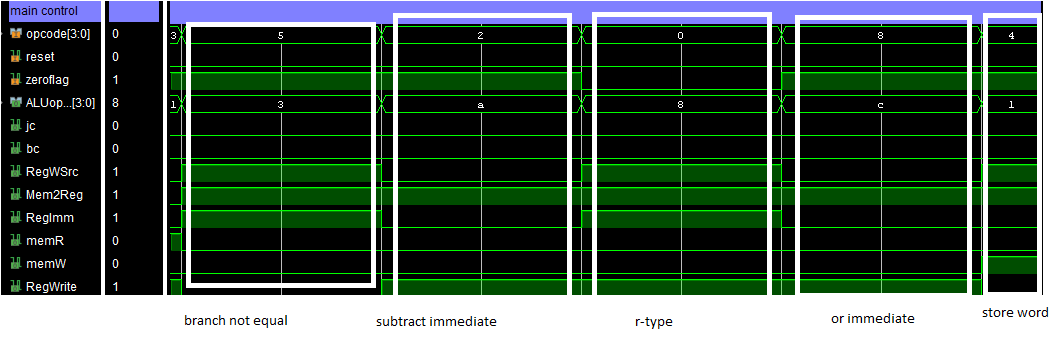 main control
opcode[3:0] 0 3 5 2 0 8 4
reset 0
zeroflag 1
ALUop...[3:0] 8 1 3 a 8 c 1
jc 0
bc 0
RegWSrc 1
Mem2Reg 1
RegImm 1
memR 0
memW 0
RegWrite 1
branch not equal subtract immediate r-type or immediate store word